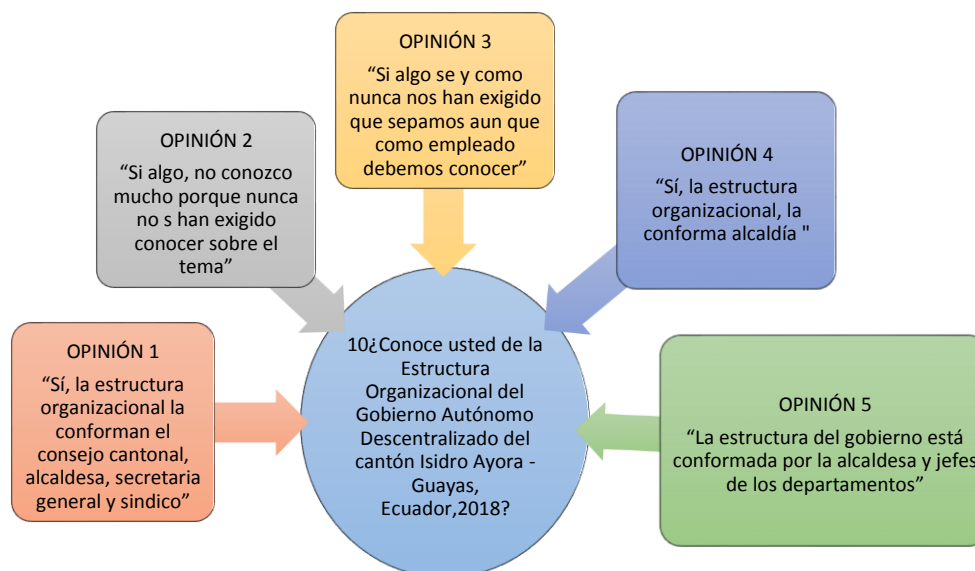 OPINIÓN 1
“Sí, la estructura
organizacional la
conforman el
consejo cantonal,
alcaldesa, secretaria
general y sindico”
OPINIÓN 2
“Si algo, no conozco
mucho porque nunca
no s han exigido
conocer sobre el
tema”
OPINIÓN 3
“Si algo se y como
nunca nos han exigido
que sepamos aun que
como empleado
debemos conocer”
OPINIÓN 4
“Sí, la estructura
organizacional, la
conforma alcaldía "
OPINIÓN 5
“La estructura del gobierno está
conformada por la alcaldesa y jefes
de los departamentos”
10¿Conoce usted de la
Estructura
Organizacional del
Gobierno Autónomo
Descentralizado del
cantón Isidro Ayora -
Guayas,
Ecuador,2018?